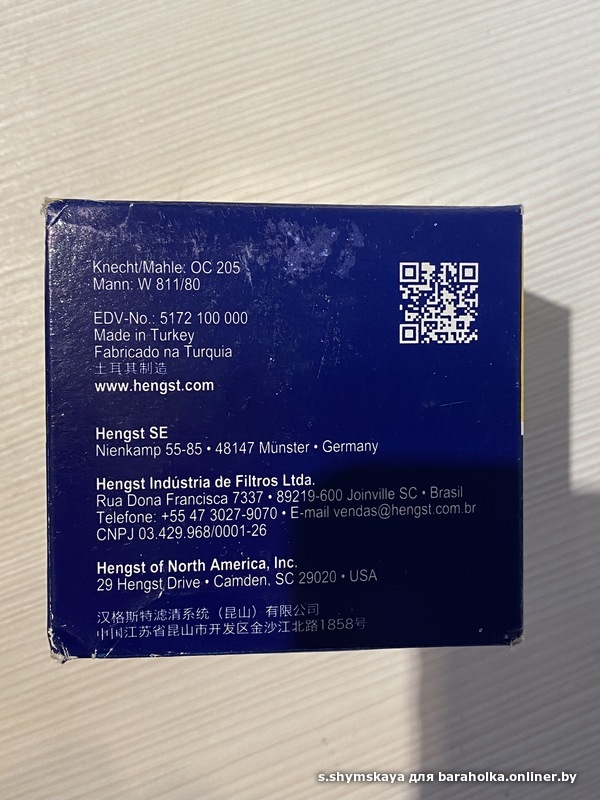 Knecht/Mahle: OC 205
Mann: W 811/80
EDV-No.: 5172 100 000
Made in Turkey
Fabricado na Turquia
土耳其制造
www.hengst.com
Hengst SE
Nienkamp 55-85 • 48147 Münster • Germany
Hengst Indústria de Filtros Ltda.
Rua Dona Francisca 7337 • 89219-600 Joinville SC • Brasil
Telefone: +55 47 3027-9070 • E-mail vendas@hengst.com.br
CNPJ 03.429.968/0001-26
Hengst of North America, Inc.
29 Hengst Drive • Camden, SC 29020 • USA
汉格斯特滤清系统（昆山）有限公司
中国江苏省昆山市开发区金沙江北路1858号
s.shymskaya для baraholka.onliner.by